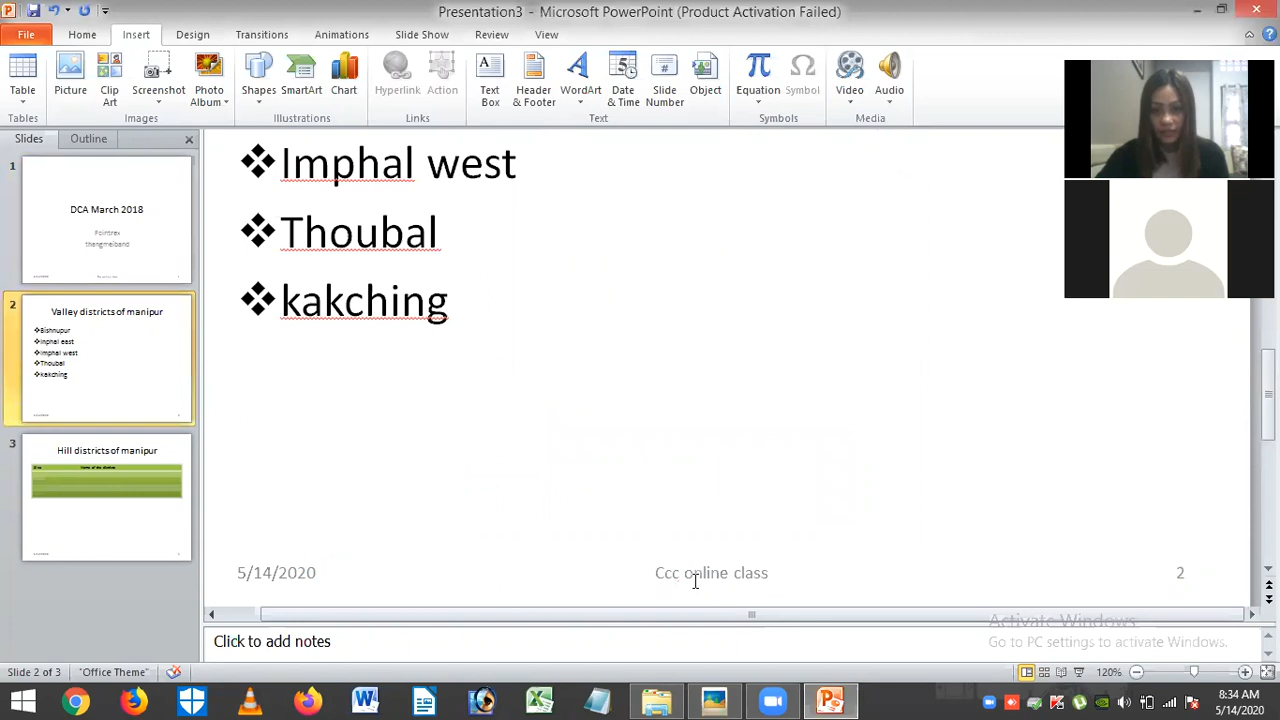 Presentation3 - Microsoft PowerPoint (Product Activation Failed)
File Home Insert Design Transitions Animations Slide Show Review View
Table Picture Clip Art Screenshot Photo Album Shapes SmartArt Chart Hyperlink Action Text Box Header & Footer WordArt Date & Time Slide Number Object Equation Symbol Video Audio
Tables Images Illustrations Links Text Symbols Media
Slides Outline
1
DCA March 2018
Pointrex
thengmeiband
2
Valley districts of manipur
❖Bishnupur
❖Imphal west
❖Thoubal
❖kakching
3
Hill districts of manipur
❖Imphal west
❖Thoubal
❖kakching
5/14/2020 Ccc online class 2
Activate Windows
Go to PC settings to activate Windows.
Click to add notes
Slide 2 of 3 "Office Theme" 120%
8:34 AM
5/14/2020